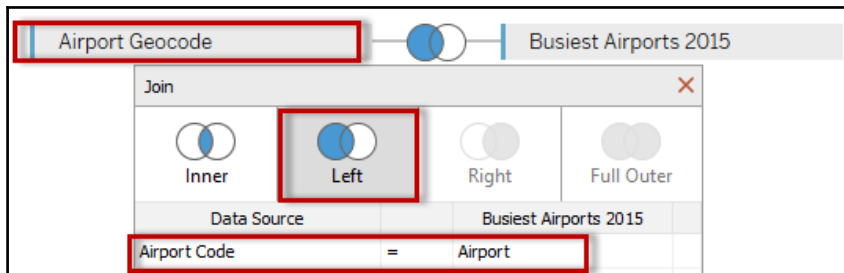 Airport Geocode Busiest Airports 2015
Join
Inner Left Right Full Outer
Data Source Busiest Airports 2015
Airport Code = Airport